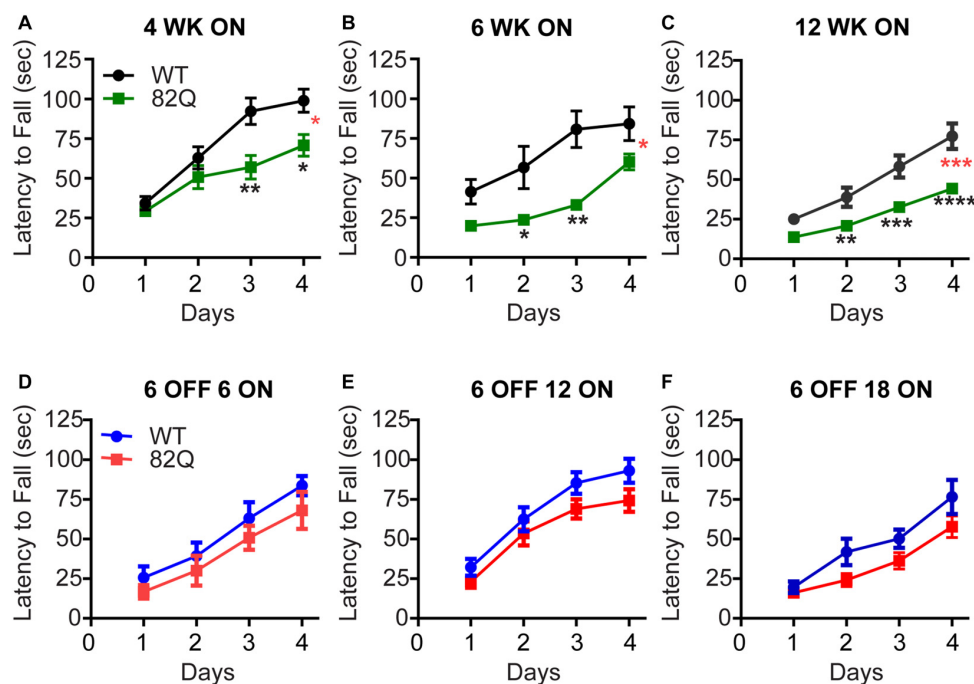 A
4 WK ON
Latency to Fall (sec)
125
100
75
50
25
0
WT
82Q
*
**
*
0 1 2 3 4
Days
B
6 WK ON
Latency to Fall (sec)
125
100
75
50
25
0
*
*
**
0 1 2 3 4
Days
C
12 WK ON
Latency to Fall (sec)
125
100
75
50
25
0
***
****
***
**
0 1 2 3 4
Days
D
6 OFF 6 ON
Latency to Fall (sec)
125
100
75
50
25
0
WT
82Q
0 1 2 3 4
Days
E
6 OFF 12 ON
Latency to Fall (sec)
125
100
75
50
25
0
0 1 2 3 4
Days
F
6 OFF 18 ON
Latency to Fall (sec)
125
100
75
50
25
0
0 1 2 3 4
Days